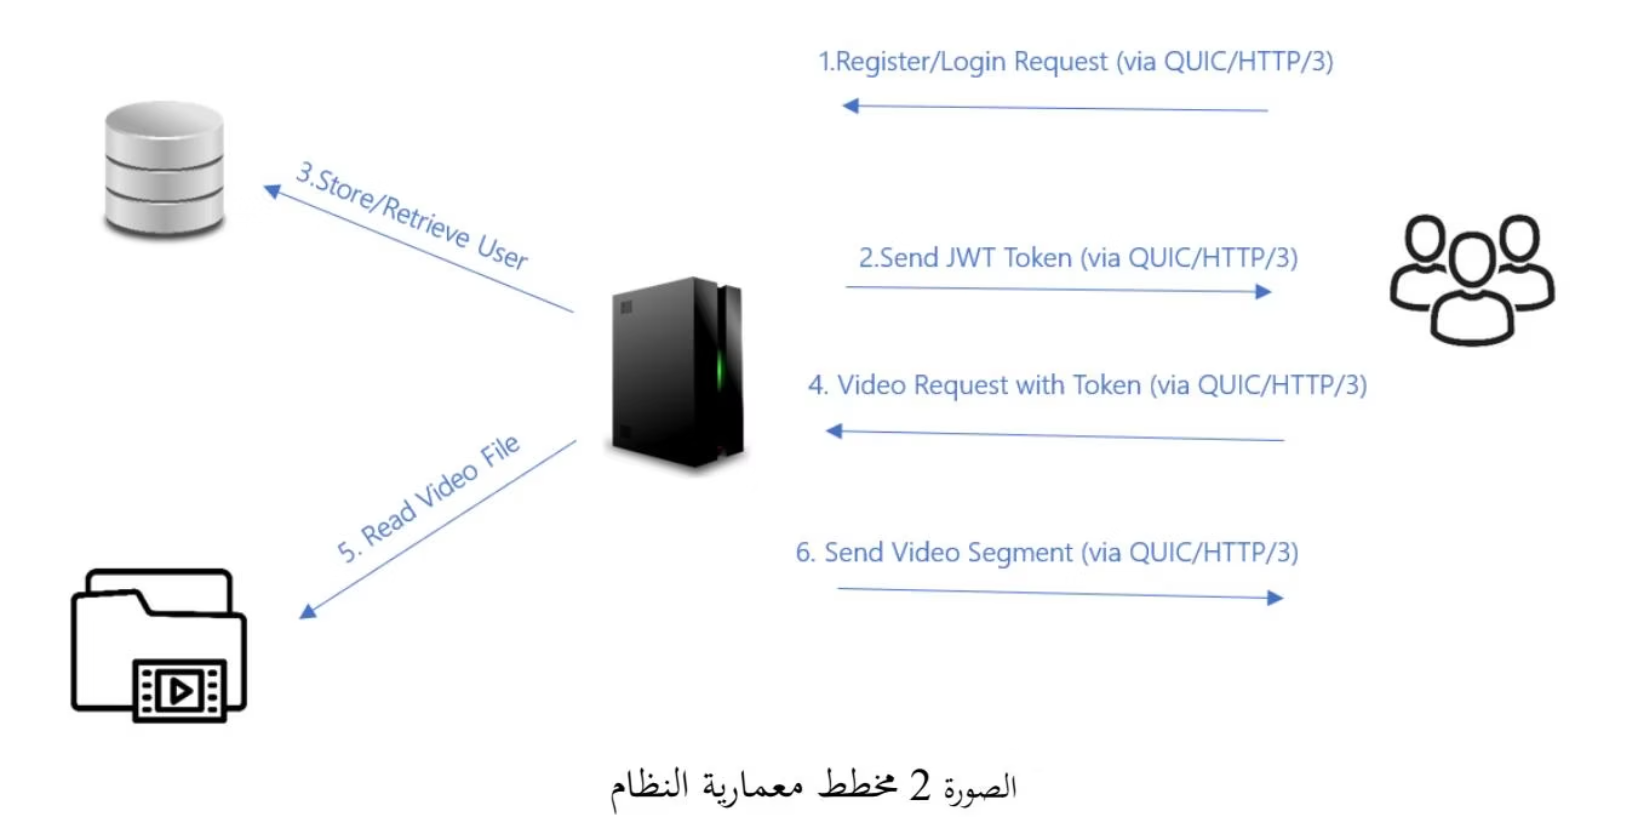 1.Register/Login Request (via QUIC/HTTP/3)
3.Store/Retrieve User
2.Send JWT Token (via QUIC/HTTP/3)
4. Video Request with Token (via QUIC/HTTP/3)
5. Read Video File
6. Send Video Segment (via QUIC/HTTP/3)
الصورة 2 مخطط معمارية النظام